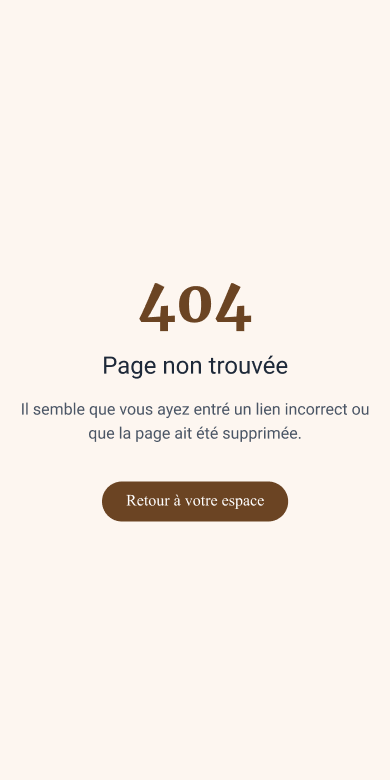 404
Page non trouvée
Il semble que vous ayez entré un lien incorrect ou
que la page ait été supprimée.
Retour à votre espace